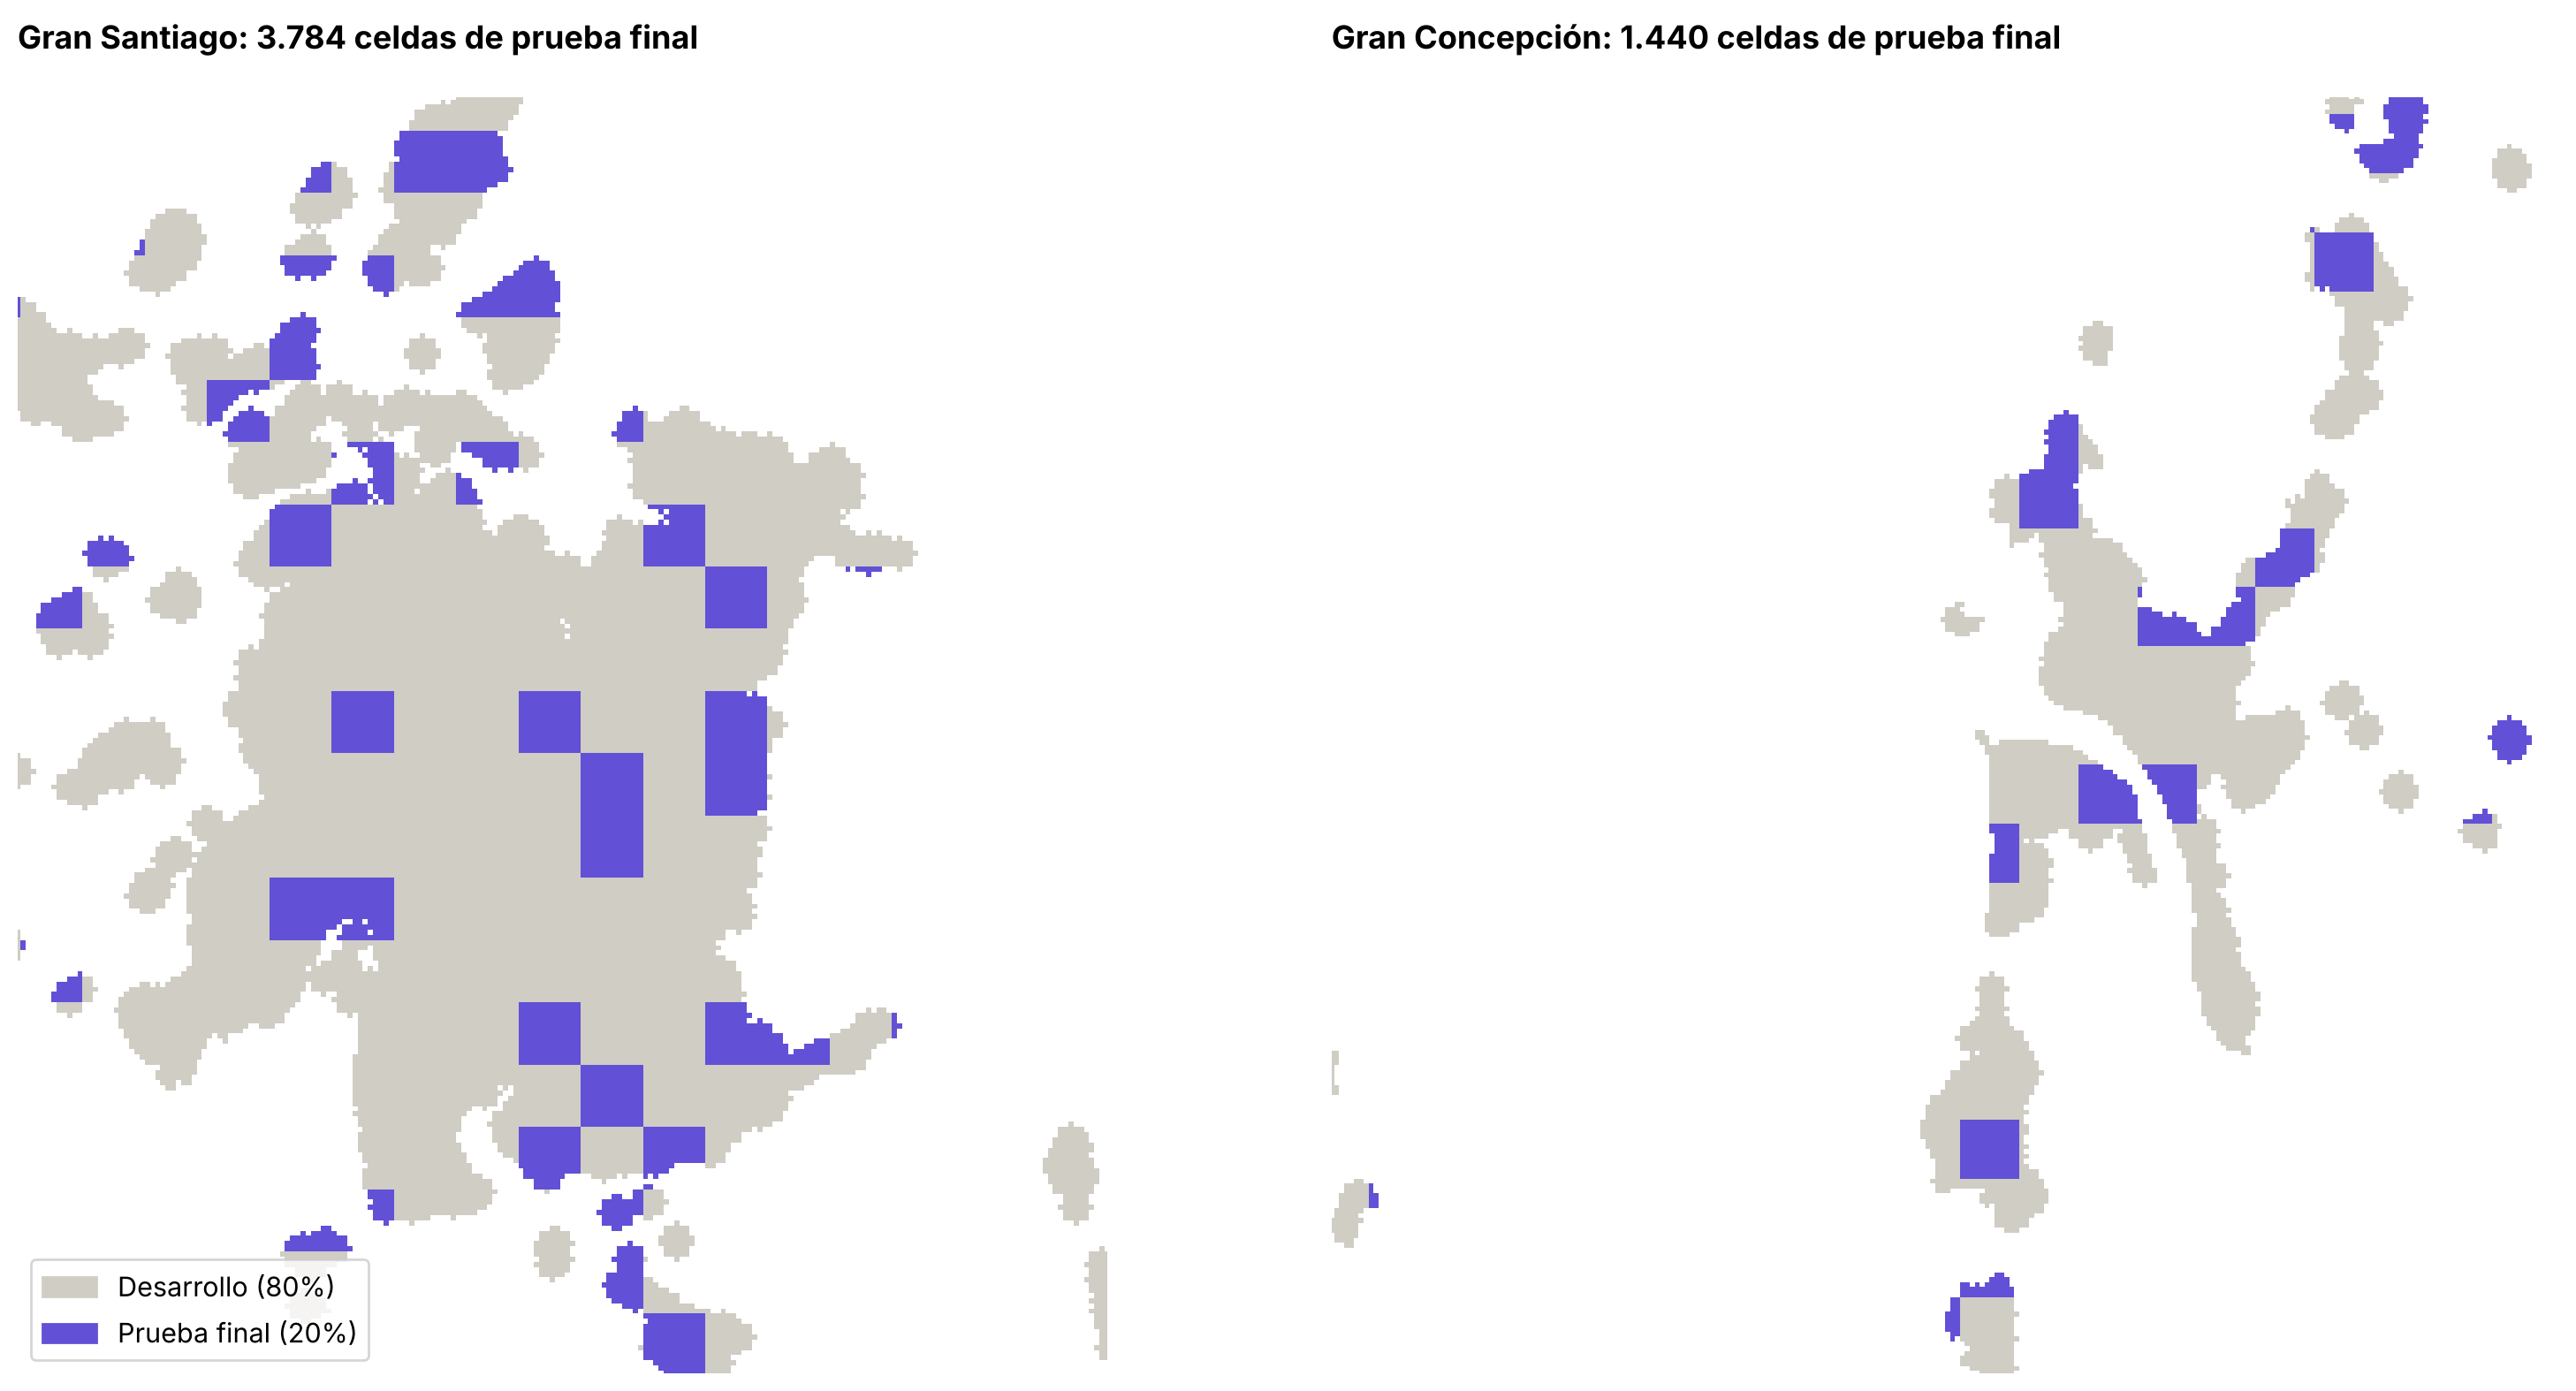 Gran Santiago: 3.784 celdas de prueba final
Gran Concepción: 1.440 celdas de prueba final
Desarrollo (80%)
Prueba final (20%)